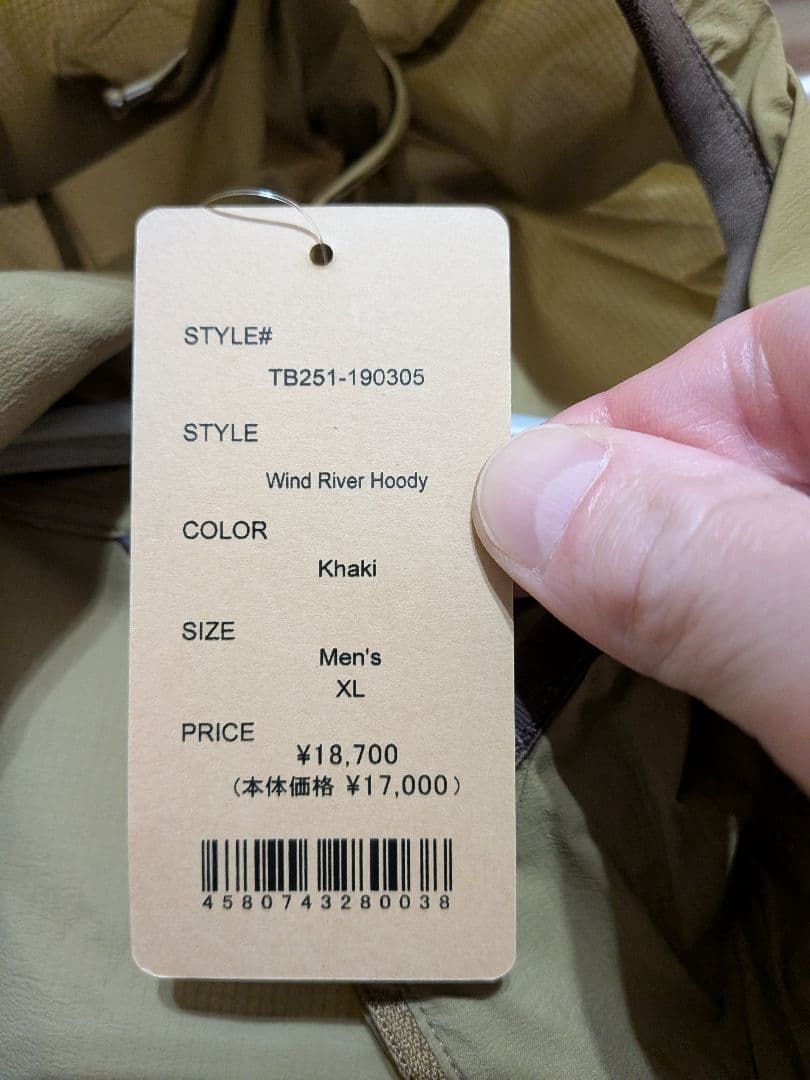 STYLE#
TB251-190305
STYLE
Wind River Hoody
COLOR
Khaki
SIZE
Men's
XL
PRICE
¥18,700
(本体価格 ¥17,000)
4580743280038